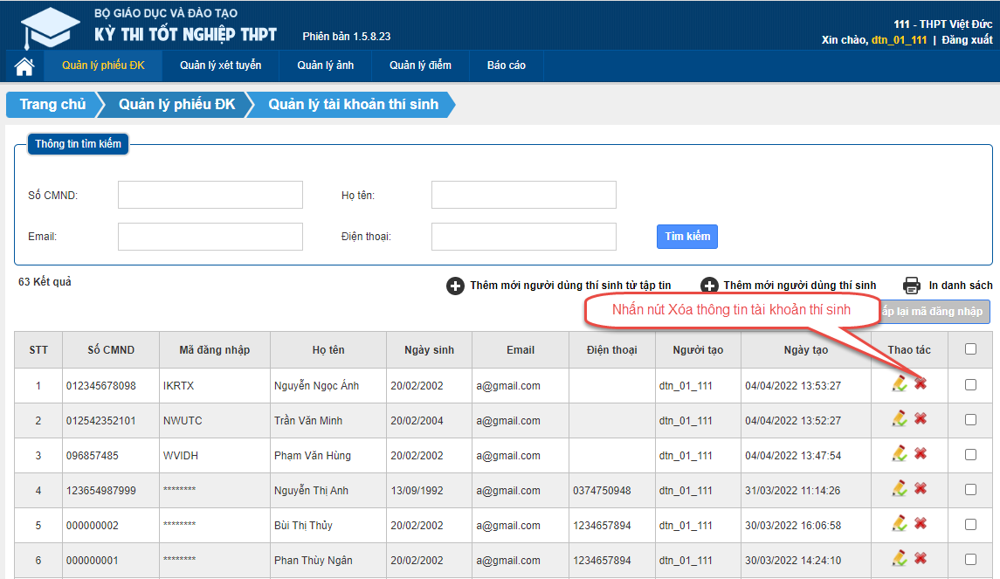 BỘ GIÁO DỤC VÀ ĐÀO TẠO
KỲ THI TỐT NGHIỆP THPT
Phiên bản 1.5.8.23
111 - THPT Việt Đức
Xin chào, dtn_01_111 | Đăng xuất
Quản lý phiếu ĐK Quản lý xét tuyển Quản lý ảnh Quản lý điểm Báo cáo
Trang chủ Quản lý phiếu ĐK Quản lý tài khoản thí sinh
Thông tin tìm kiếm
Số CMND: Họ tên:
Email: Điện thoại: Tìm kiếm
63 Kết quả
Thêm mới người dùng thí sinh từ tập tin Thêm mới người dùng thí sinh In danh sách
Nhấn nút Xóa thông tin tài khoản thí sinh
lại mã đăng nhập
STT Số CMND Mã đăng nhập Họ tên Ngày sinh Email Điện thoại Người tạo Ngày tạo Thao tác
1 012345678098 IKRTX Nguyễn Ngọc Ánh 20/02/2002 a@gmail.com dtn_01_111 04/04/2022 13:53:27
2 012542352101 NWUTC Trần Văn Minh 20/02/2004 a@gmail.com dtn_01_111 04/04/2022 13:52:27
3 096857485 WVIDH Phạm Văn Hùng 20/02/2002 a@gmail.com dtn_01_111 04/04/2022 13:47:54
4 123654987999 ******** Nguyễn Thị Anh 13/09/1992 a@gmail.com 0374750948 dtn_01_111 31/03/2022 11:14:26
5 000000002 ******** Bùi Thị Thủy 20/02/2002 a@gmail.com 1234657894 dtn_01_111 30/03/2022 16:06:58
6 000000001 ******** Phan Thùy Ngân 20/02/2002 a@gmail.com 1234657894 dtn_01_111 30/03/2022 14:24:10